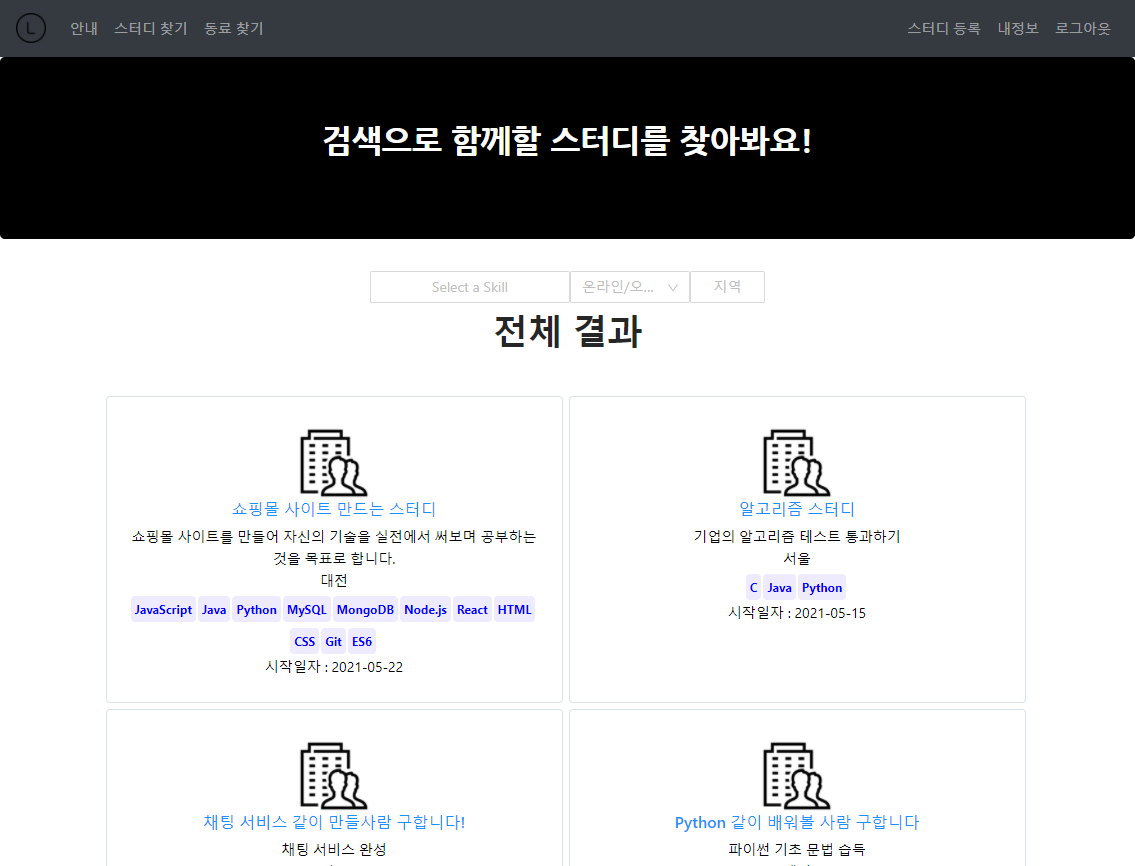 L 안내 스터디 찾기 동료 찾기 스터디 등록 내정보 로그아웃
검색으로 함께할 스터디를 찾아봐요!
Select a Skill 온라인/오... 지역
전체 결과
쇼핑몰 사이트 만드는 스터디
쇼핑몰 사이트를 만들어 자신의 기술을 실전에서 써보며 공부하는
것을 목표로 합니다.
대전
JavaScript Java Python MySQL MongoDB Node.js React HTML
CSS Git ES6
시작일자 : 2021-05-22
알고리즘 스터디
기업의 알고리즘 테스트 통과하기
서울
C Java Python
시작일자 : 2021-05-15
채팅 서비스 같이 만들사람 구합니다!
채팅 서비스 완성
Python 같이 배워볼 사람 구합니다
파이썬 기초 문법 습득